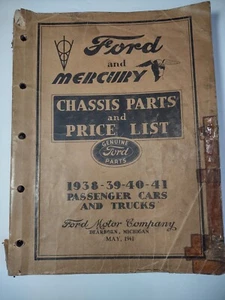 V8
Ford
and
MERCURY
CHASSIS PARTS
and
PRICE LIST
GENUINE
Ford
PARTS
1938-39-40-41
PASSENGER CARS
AND TRUCKS
Ford Motor Company
DEARBORN, MICHIGAN
MAY, 1941